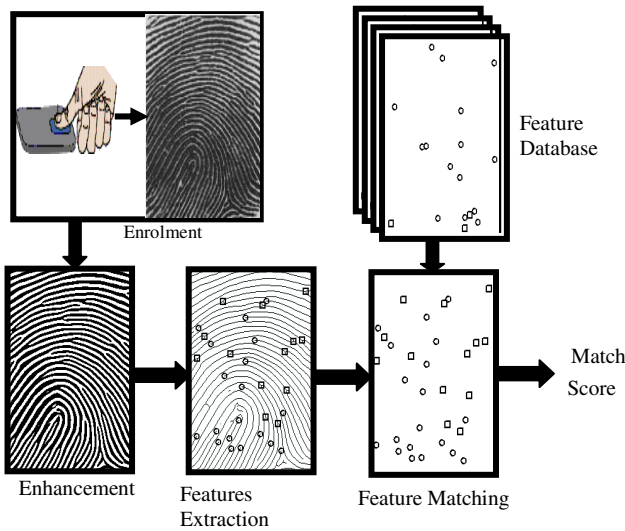 Enrolment
Feature
Database
Enhancement
Features
Extraction
Feature Matching
Match
Score